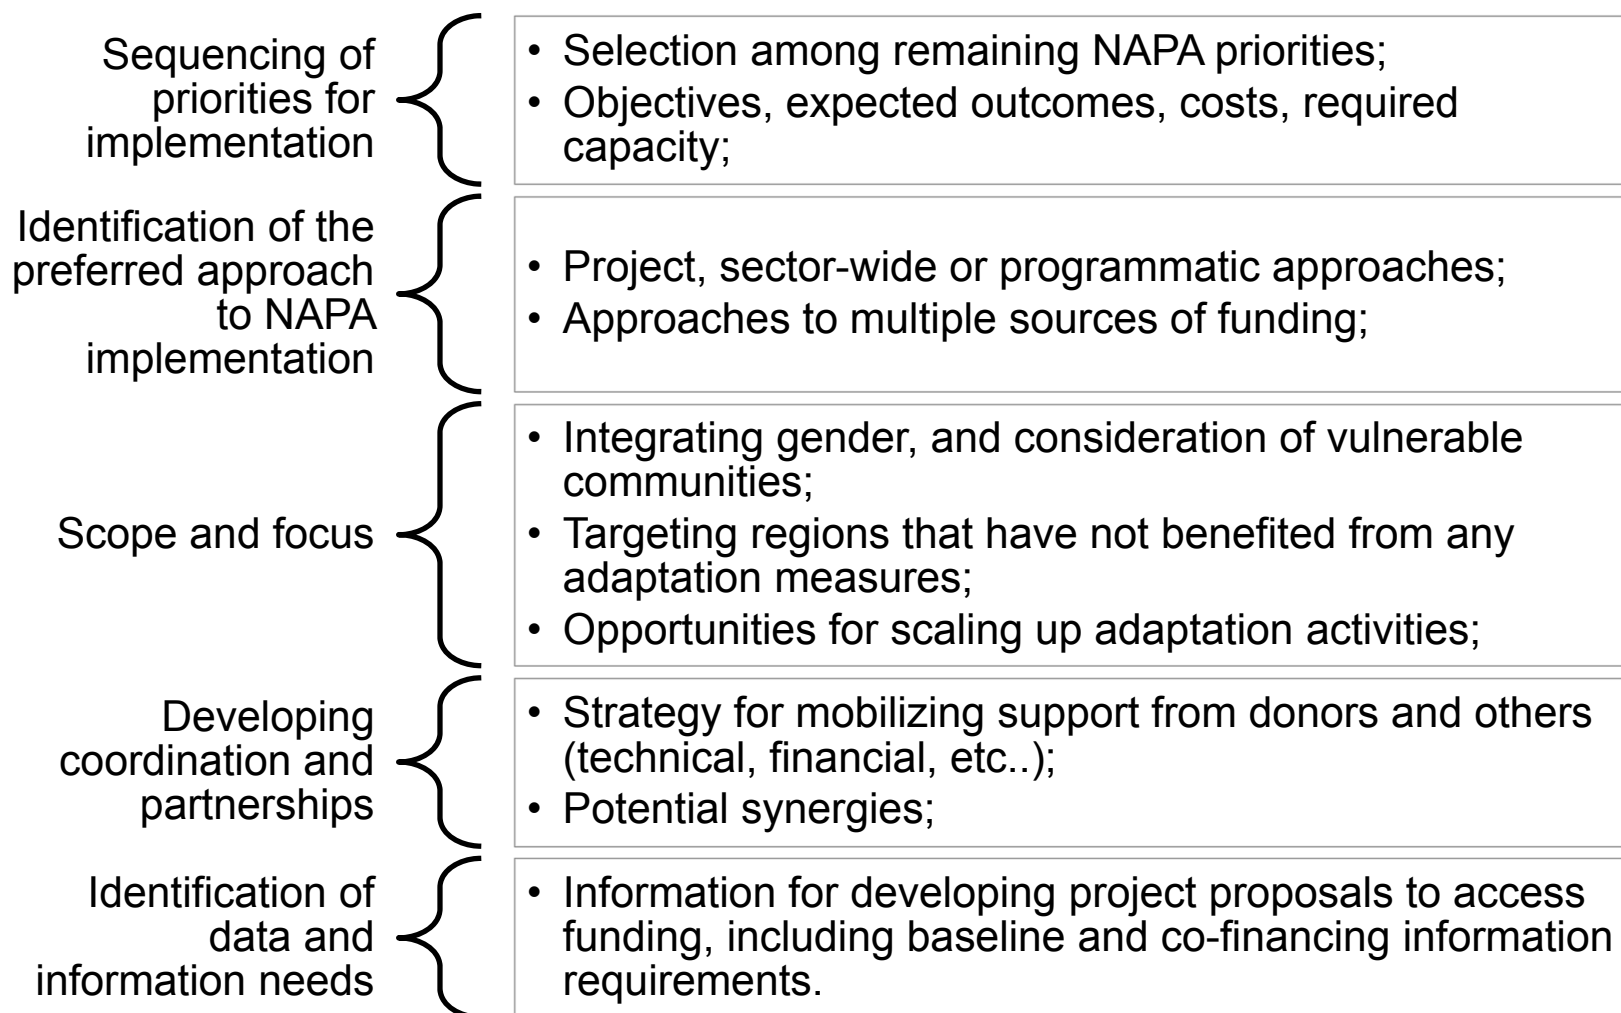 Sequencing of
priorities for
implementation
• Selection among remaining NAPA priorities;
• Objectives, expected outcomes, costs, required
capacity;
Identification of the
preferred approach
to NAPA
implementation
• Project, sector-wide or programmatic approaches;
• Approaches to multiple sources of funding;
Scope and focus
• Integrating gender, and consideration of vulnerable
communities;
• Targeting regions that have not benefited from any
adaptation measures;
• Opportunities for scaling up adaptation activities;
Developing
coordination and
partnerships
• Strategy for mobilizing support from donors and others
(technical, financial, etc..);
• Potential synergies;
Identification of
data and
information needs
• Information for developing project proposals to access
funding, including baseline and co-financing information
requirements.